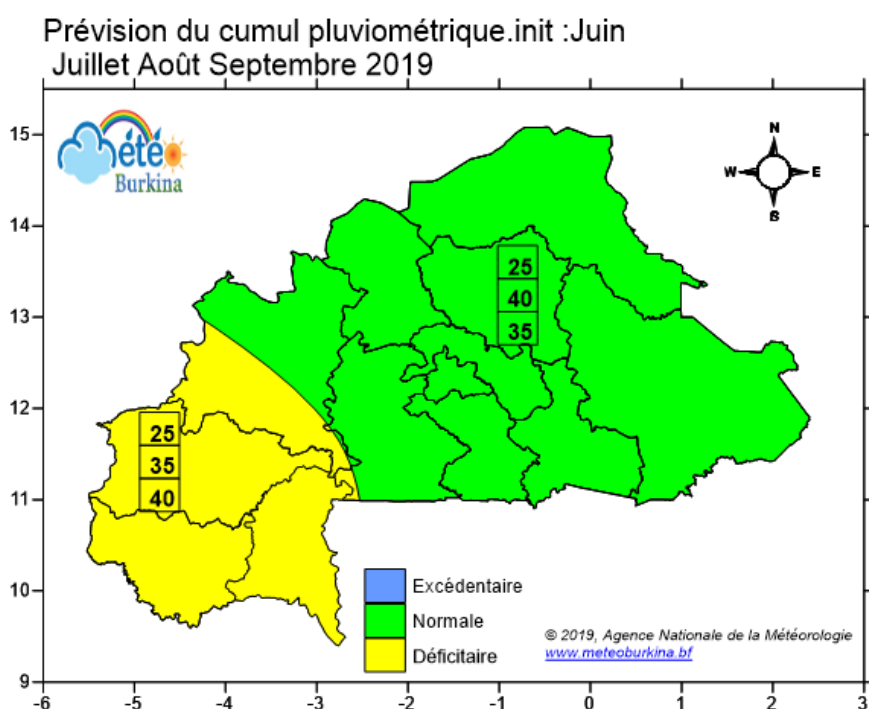 Prévision du cumul pluviométrique.init :Juin
Juillet Août Septembre 2019
été
Burkina
N
W
E
S
15
14
13
12
11
10
9
25
40
35
25
35
40
Excédentaire
Normale
Déficitaire
© 2019, Agence Nationale de la Météorologie
www.meteoburkina.bf
-6 -5 -4 -3 -2 -1 0 1 2 3